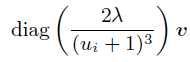 diag ( 2λ / (u_i + 1)^3 ) v